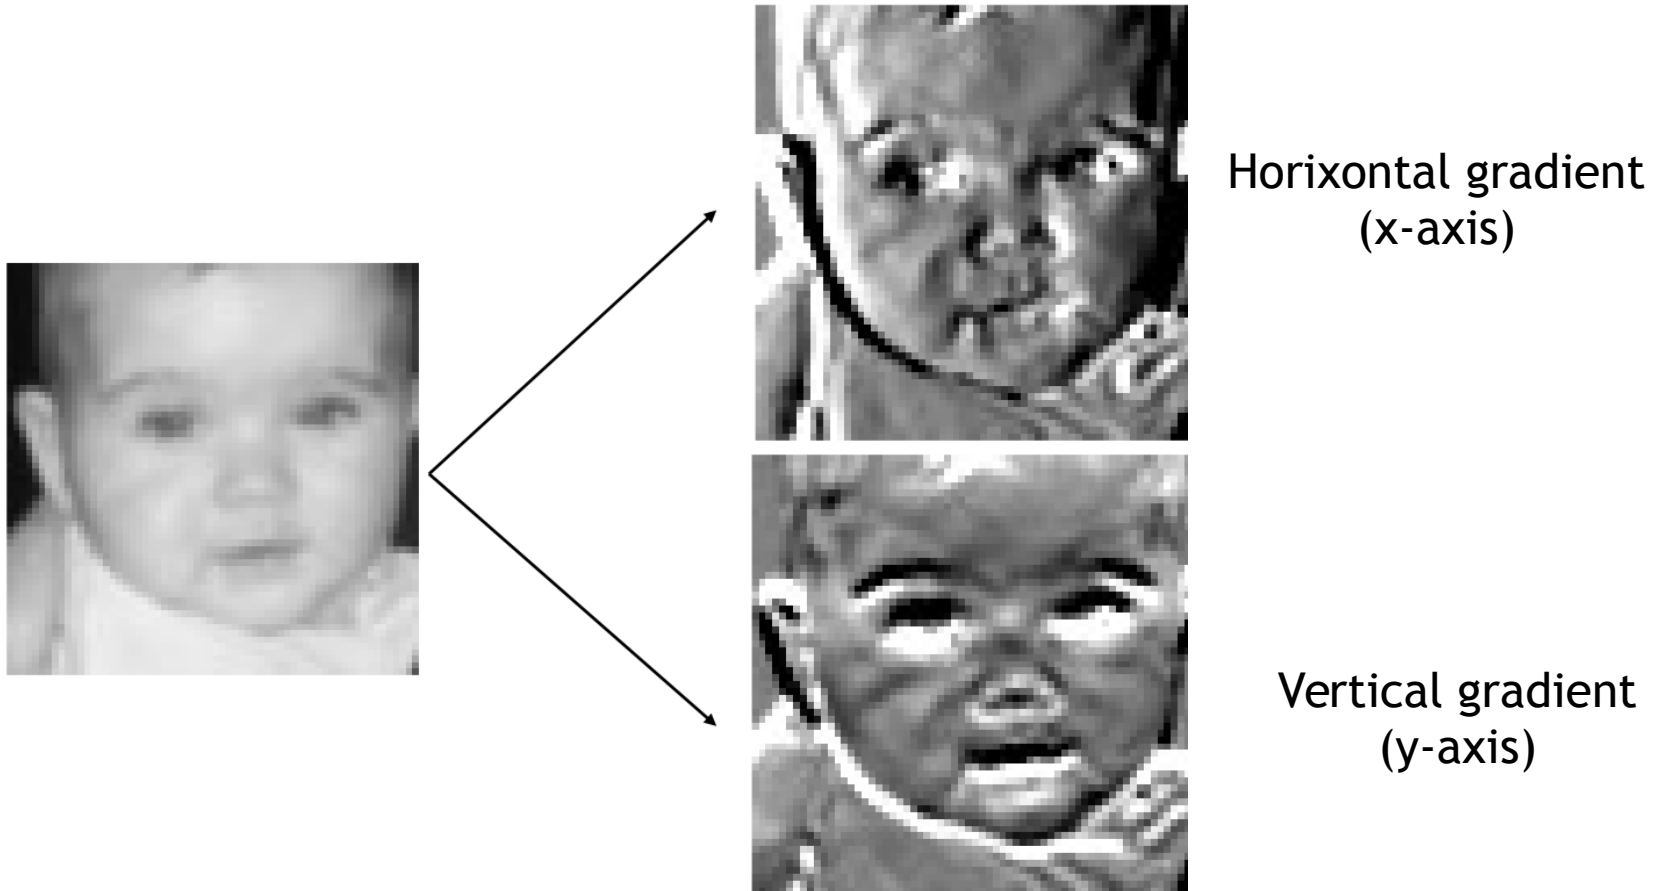 Horixontal gradient
(x-axis)
Vertical gradient
(y-axis)